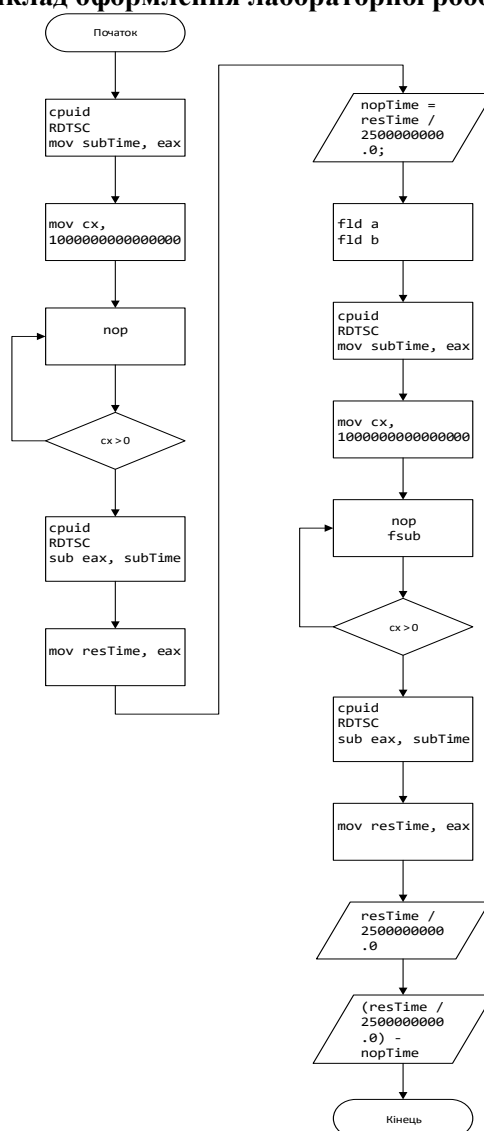 оформлення лабораторної
Початок
cpuid
RDTSC
mov subTime, eax
mov cx,
1000000000000000
nop
cx > 0
cpuid
RDTSC
sub eax, subTime
mov resTime, eax
nopTime =
resTime /
2500000000
.0;
fld a
fld b
cpuid
RDTSC
mov subTime, eax
mov cx,
1000000000000000
nop
fsub
cx > 0
cpuid
RDTSC
sub eax, subTime
mov resTime, eax
resTime /
2500000000
.0
(resTime /
2500000000
.0) -
nopTime
Кінець